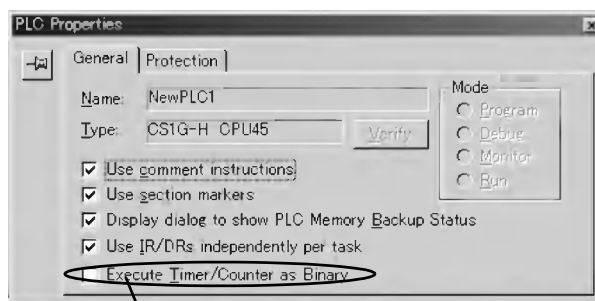 PLC Properties
General Protection
Name: NewPLC1
Type: CS1G-H CPU45 Verify
Mode
Program
Debug
Monitor
Run
Use comment instructions
Use section markers
Display dialog to show PLC Memory Backup Status
Use IR/DRs independently per task
Execute Timer/Counter as Binary